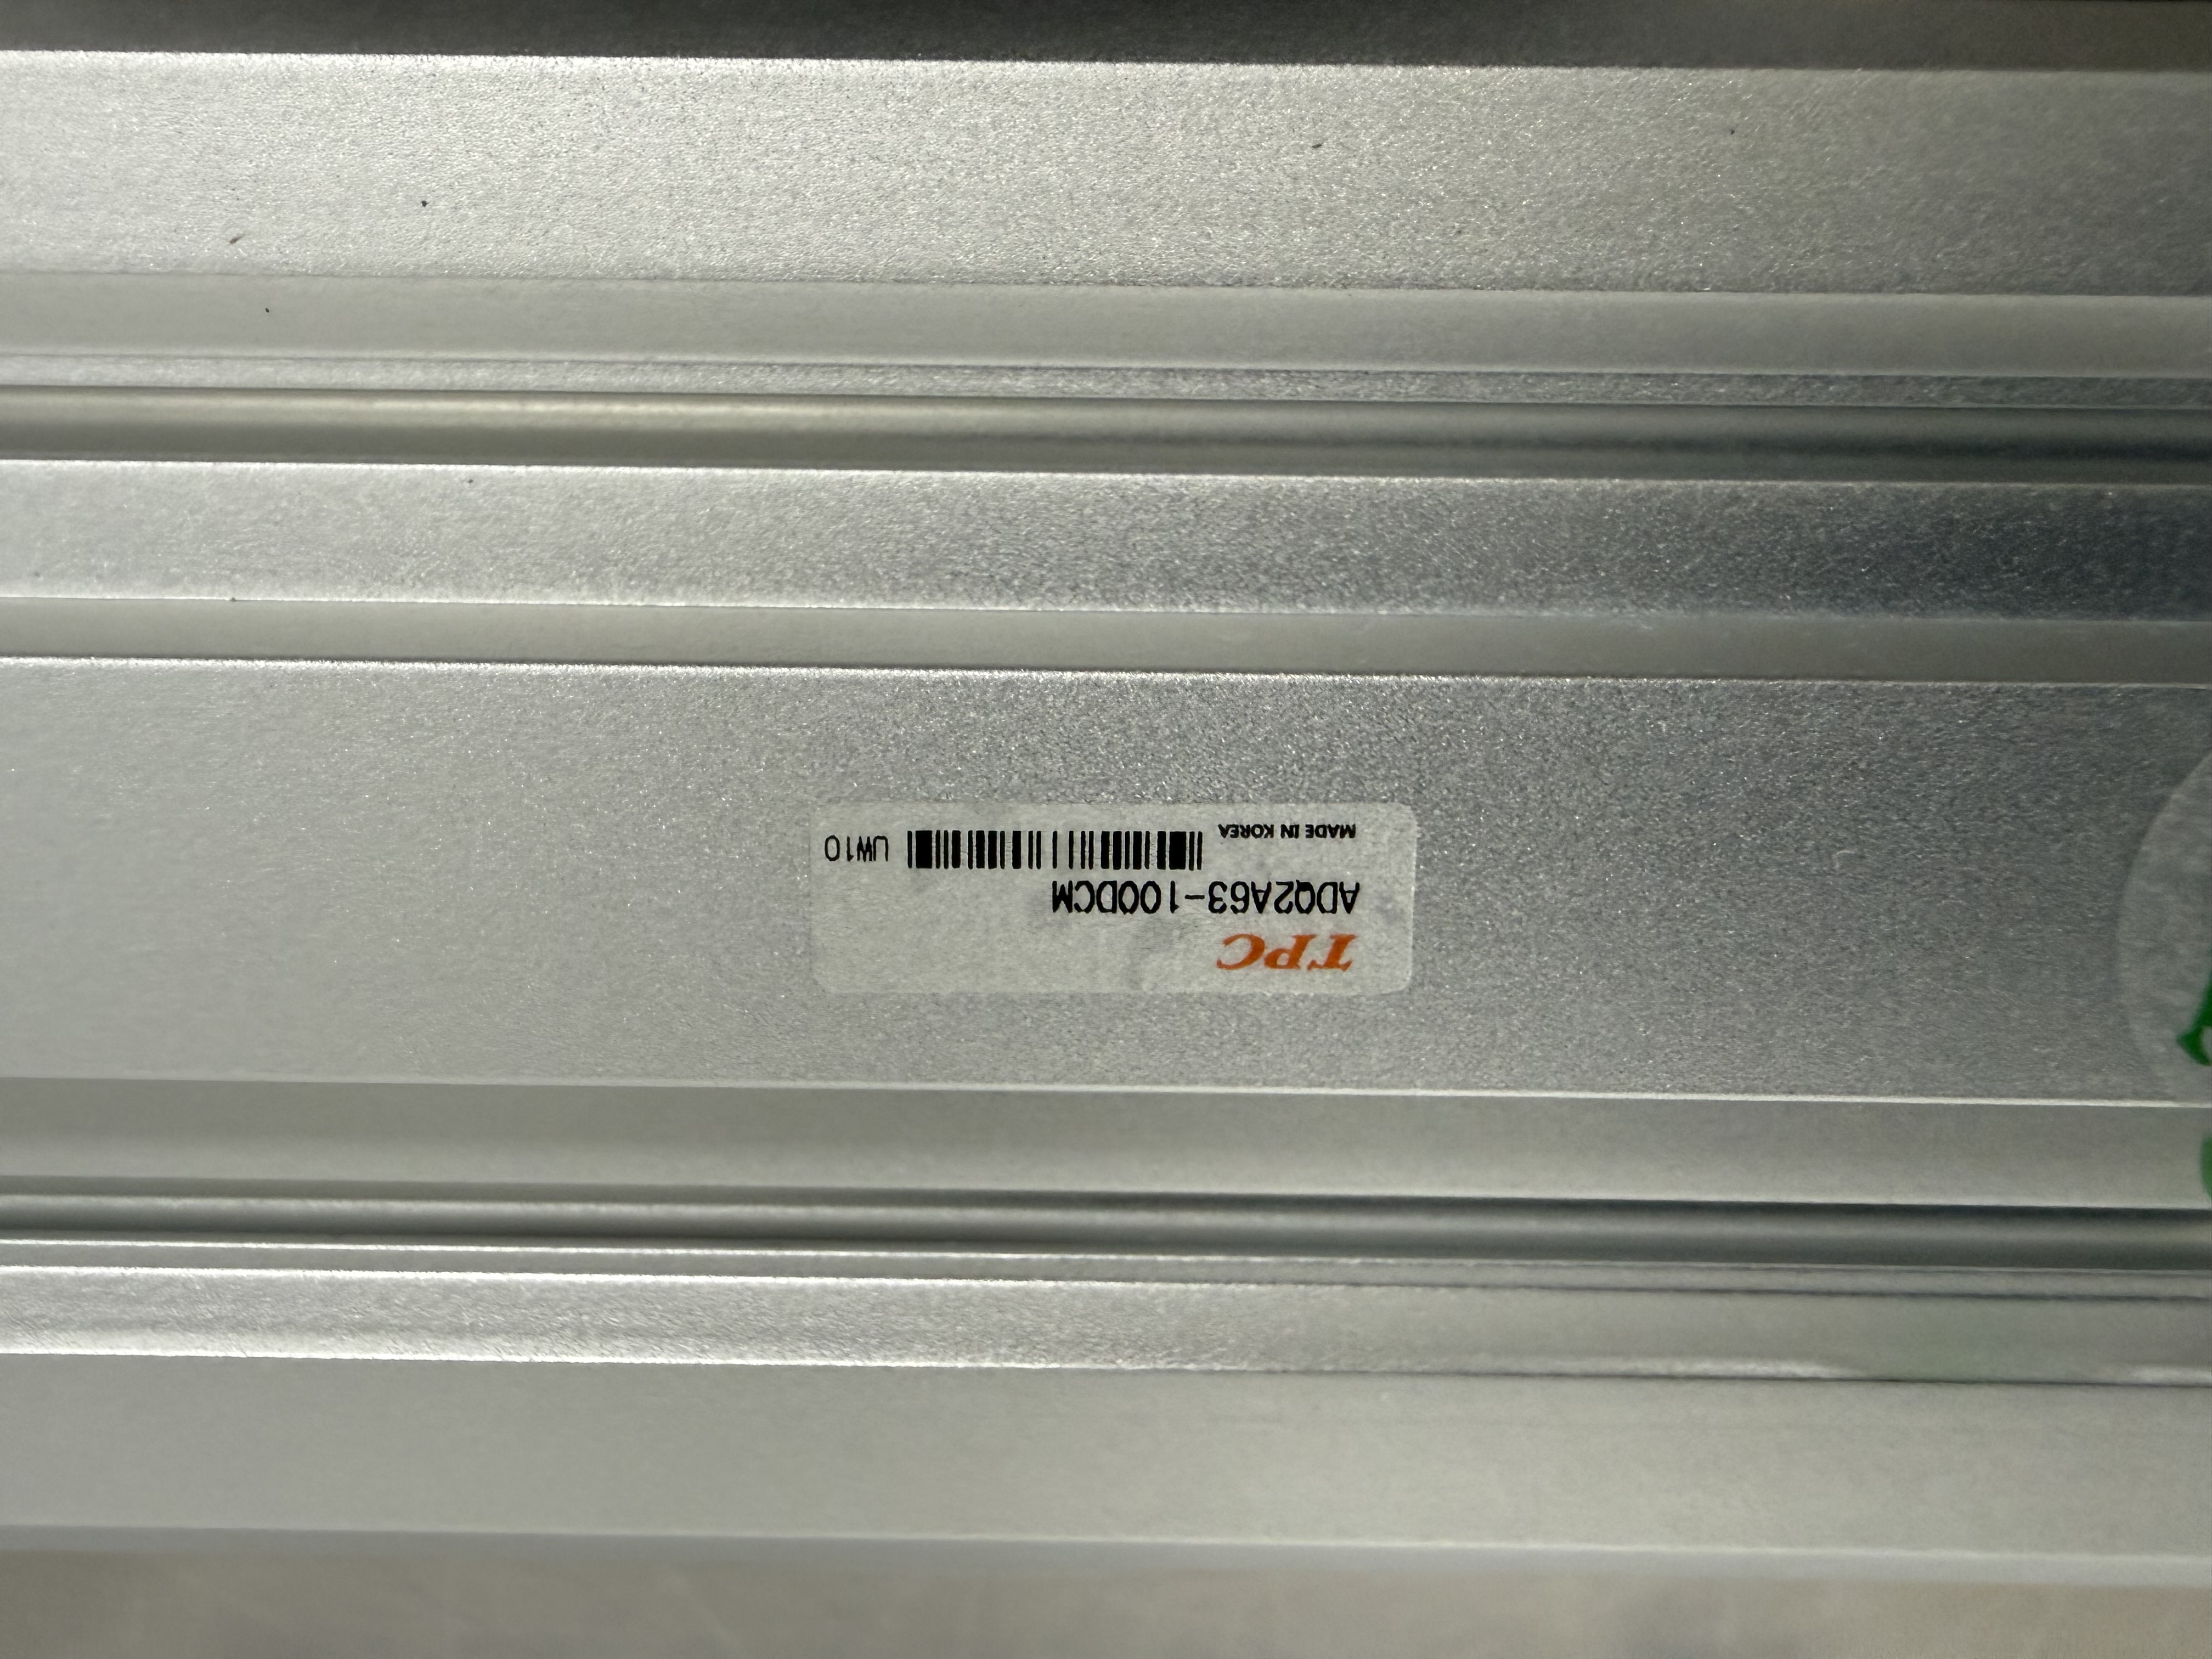 TPC
ADQ2A63-100DCM
MADE IN KOREA
UW10